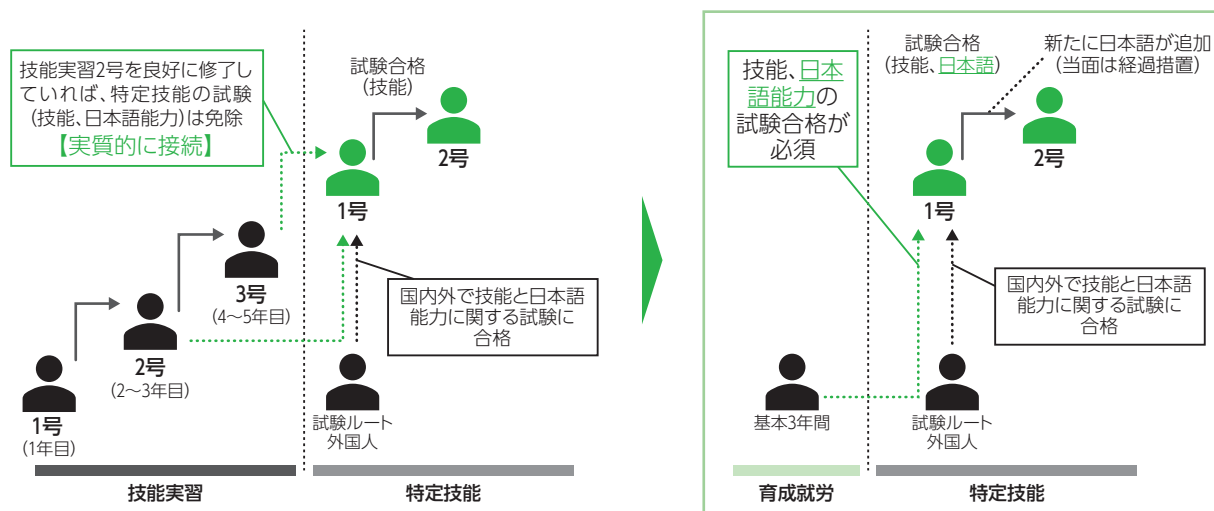 技能実習2号を良好に修了し
ていれば、特定技能の試験
(技能、日本語能力)は免除
【実質的に接続】
試験合格
(技能)
2号
1号
3号
(4～5年目)
国内外で技能と日本語
能力に関する試験に
合格
2号
(2～3年目)
1号
(1年目)
試験ルート
外国人
技能実習
特定技能
技能、日本
語能力の
試験合格が
必須
試験合格
(技能、日本語)
新たに日本語が追加
(当面は経過措置)
2号
1号
国内外で技能と日本語
能力に関する試験に
合格
基本3年間
試験ルート
外国人
育成就労
特定技能